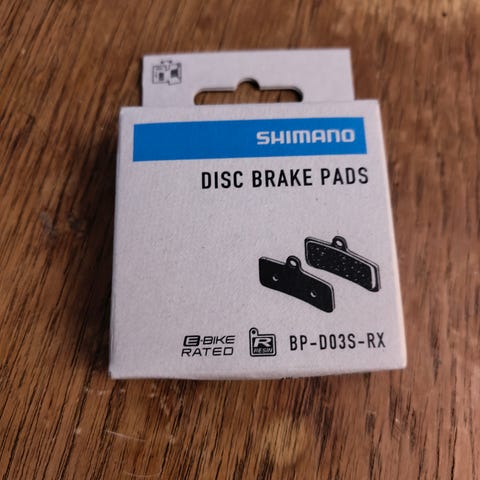 SHIMANO
DISC BRAKE PADS
E-BIKE
RATED
R
RESIN
BP-D03S-RX